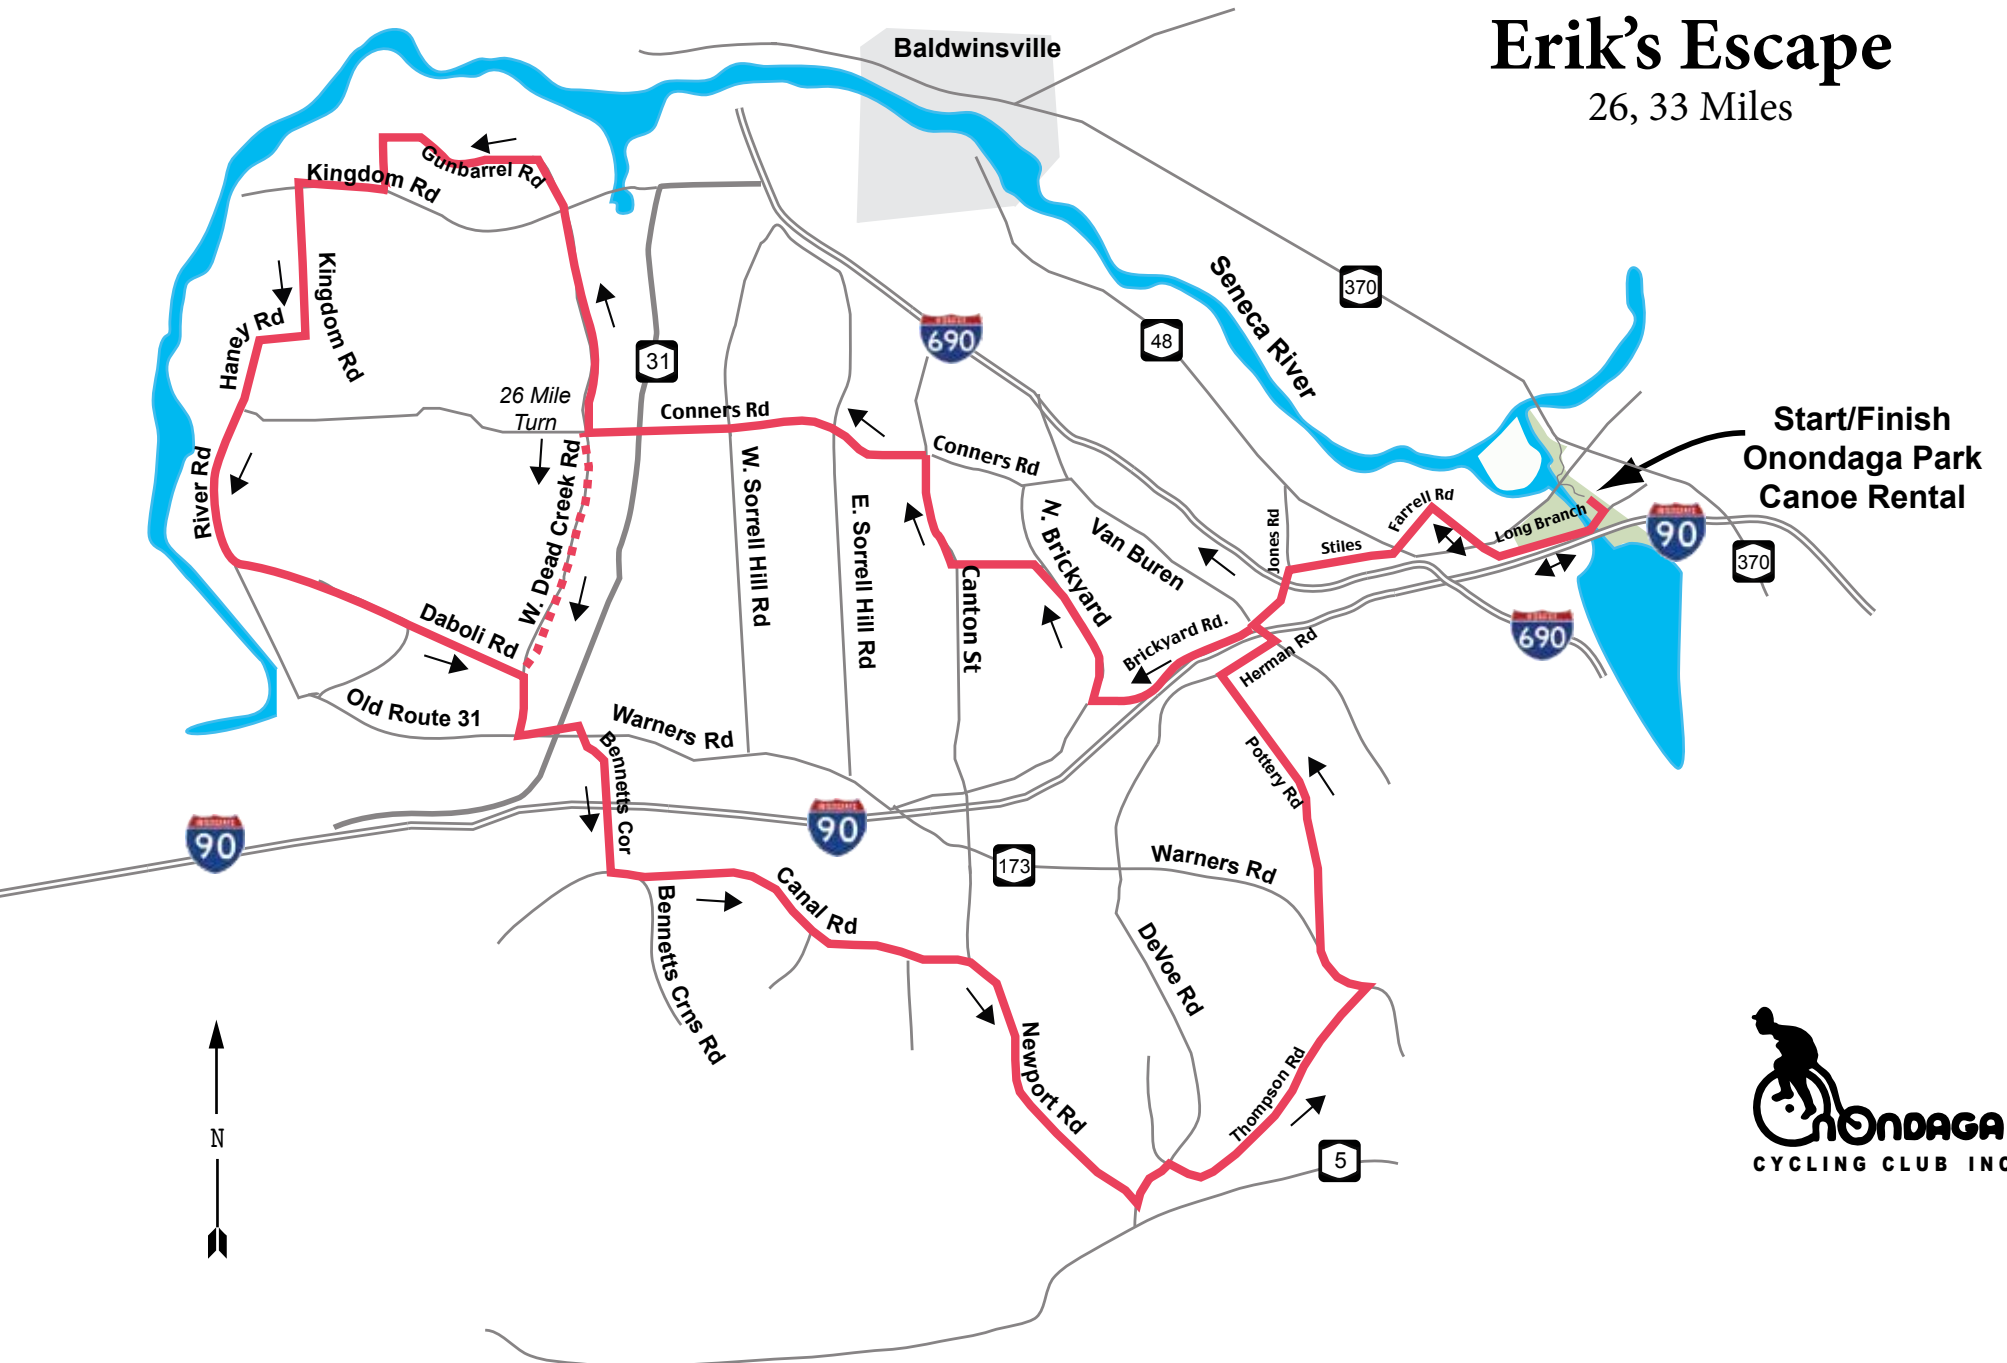 Erik's Escape
26, 33 Miles
Baldwinsville
Gunbarrel Rd
Kingdom Rd
Kingdom Rd
Haney Rd
River Rd
26 Mile
Turn
31
Conners Rd
W. Dead Creek Rd
Daboli Rd
Old Route 31
Warners Rd
W. Sorrell Hill Rd
E. Sorrell Hill Rd
690
48
370
Seneca River
Conners Rd
N. Brickyard
Van Buren
Canton St
Brickyard Rd.
Jones Rd
Stiles
Farrell Rd
Long Branch
Start/Finish
Onondaga Park
Canoe Rental
90
370
690
Herman Rd
Pottery Rd
Bennetts Cor
90
90
173
Warners Rd
Canal Rd
Bennetts Crns Rd
DeVoe Rd
Newport Rd
Thompson Rd
5
N
OnONDAGA
CYCLING CLUB INC